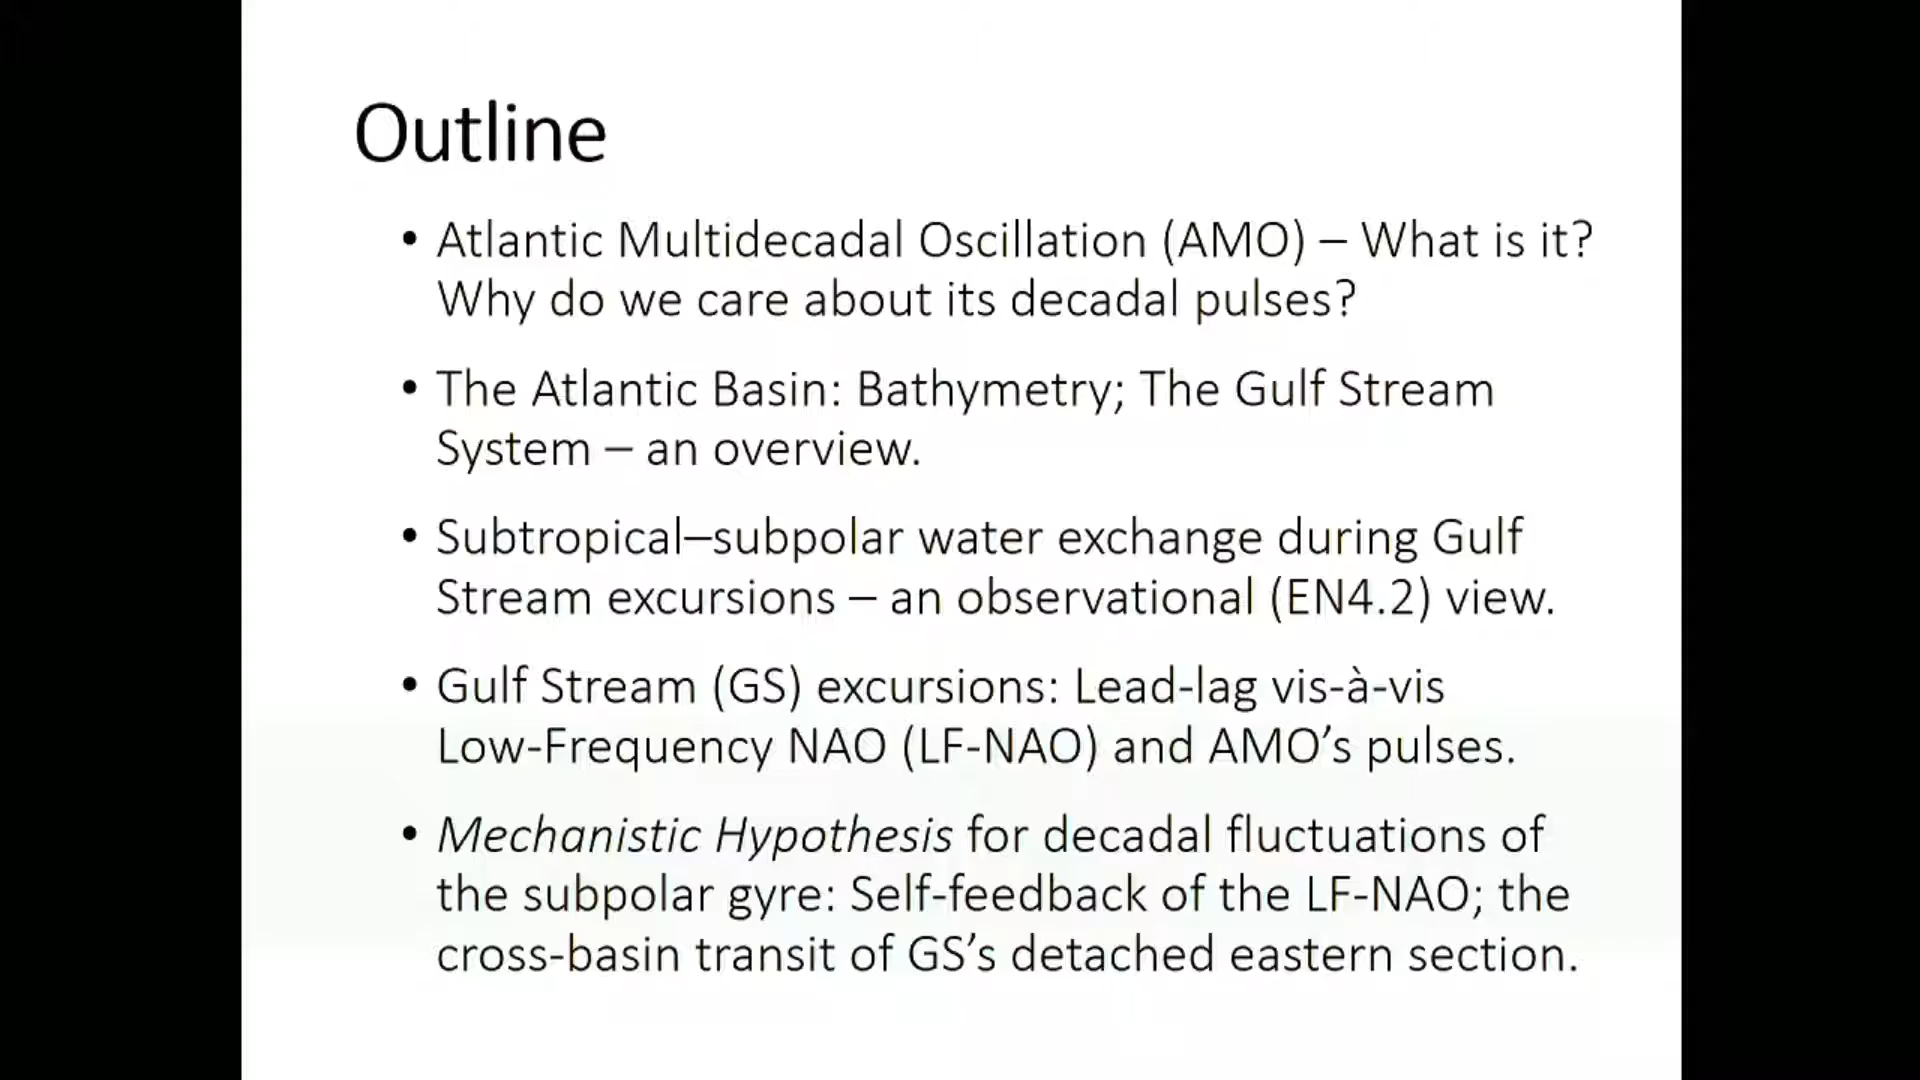 Outline
• Atlantic Multidecadal Oscillation (AMO) – What is it?
Why do we care about its decadal pulses?
• The Atlantic Basin: Bathymetry; The Gulf Stream
System – an overview.
• Subtropical–subpolar water exchange during Gulf
Stream excursions – an observational (EN4.2) view.
• Gulf Stream (GS) excursions: Lead-lag vis-à-vis
Low-Frequency NAO (LF-NAO) and AMO’s pulses.
• Mechanistic Hypothesis for decadal fluctuations of
the subpolar gyre: Self-feedback of the LF-NAO; the
cross-basin transit of GS’s detached eastern section.